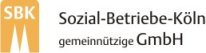 SBK
Sozial-Betriebe-Köln
gemeinnützige GmbH